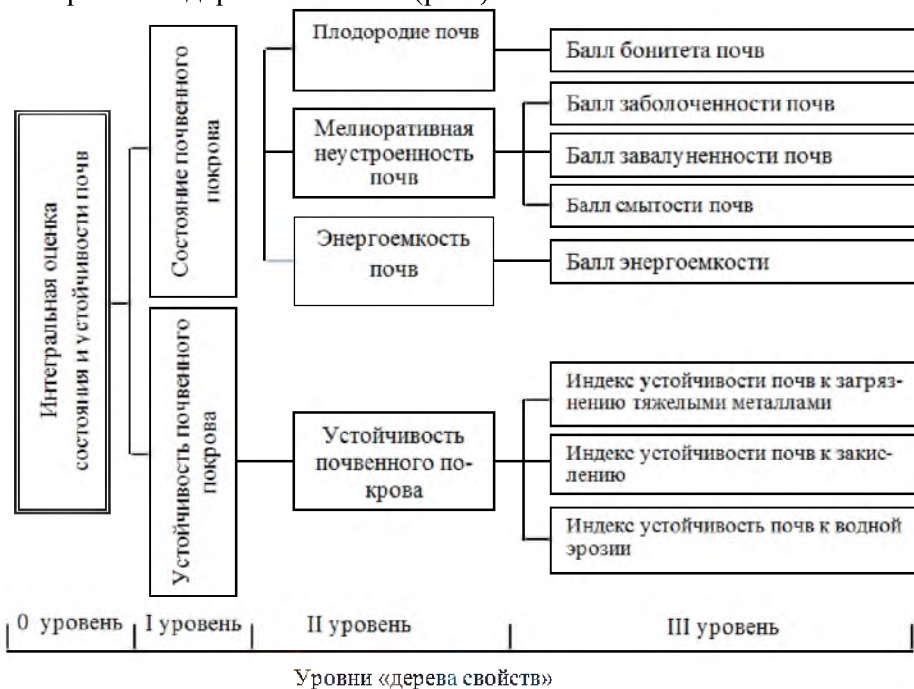 Интегральная оценка
состояния и устойчивости почв
Состояние почвенного
покрова
Устойчивость почвенного
покрова
Плодородие почв
Мелиоративная
неустроенность
почв
Энергоемкость
почв
Устойчивость
почвенного по-
крова
Балл бонитета почв
Балл заболоченности почв
Балл завалуненности почв
Балл смытости почв
Балл энергоемкости
Индекс устойчивости почв к загряз-
нению тяжелыми металлами
Индекс устойчивости почв к закис-
лению
Индекс устойчивость почв к водной
эрозии
0 уровень
I уровень
II уровень
III уровень
Уровни «дерева свойств»